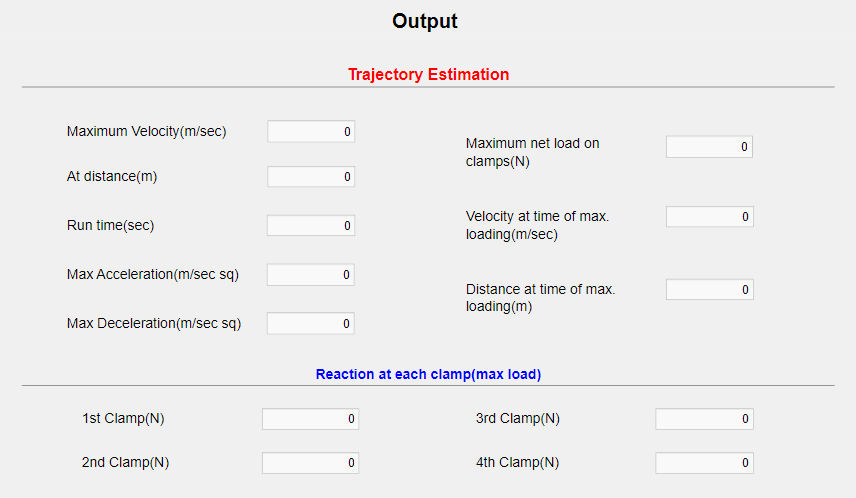 Output
Trajectory Estimation
Maximum Velocity(m/sec) 0
At distance(m) 0
Run time(sec) 0
Max Acceleration(m/sec sq) 0
Max Deceleration(m/sec sq) 0
Maximum net load on
clamps(N) 0
Velocity at time of max.
loading(m/sec) 0
Distance at time of max.
loading(m) 0
Reaction at each clamp(max load)
1st Clamp(N) 0
2nd Clamp(N) 0
3rd Clamp(N) 0
4th Clamp(N) 0